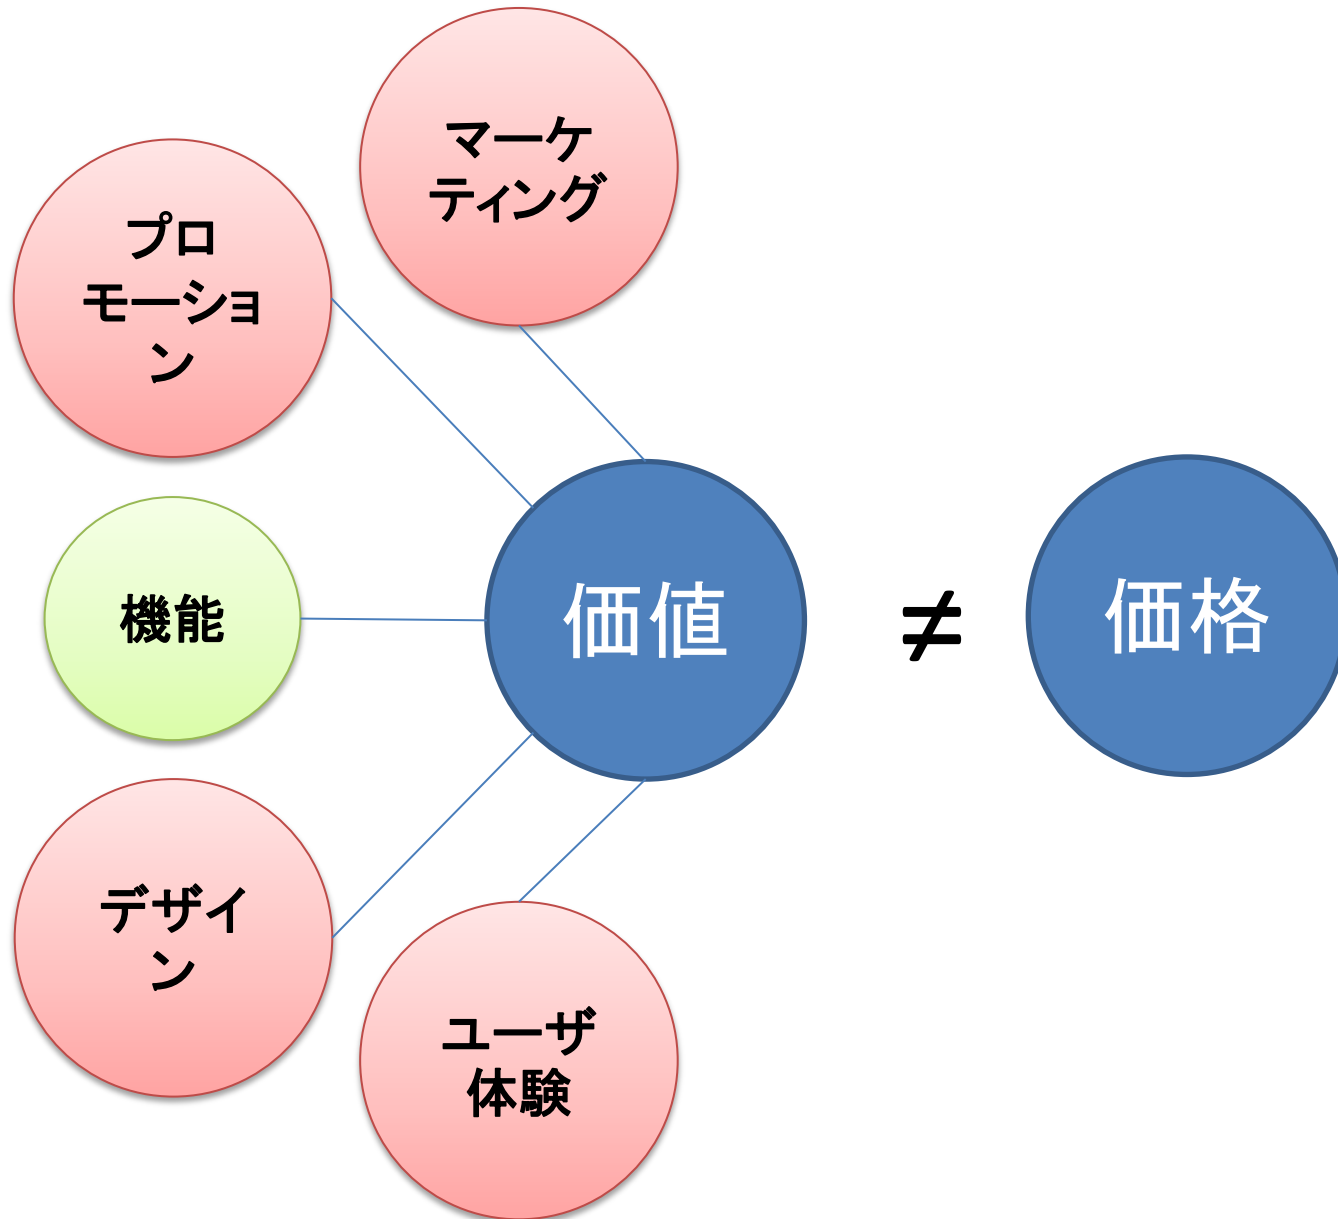 マーケ
ティング
プロ
モーショ
ン
機能
価値
≠
価格
デザイ
ン
ユーザ
体験